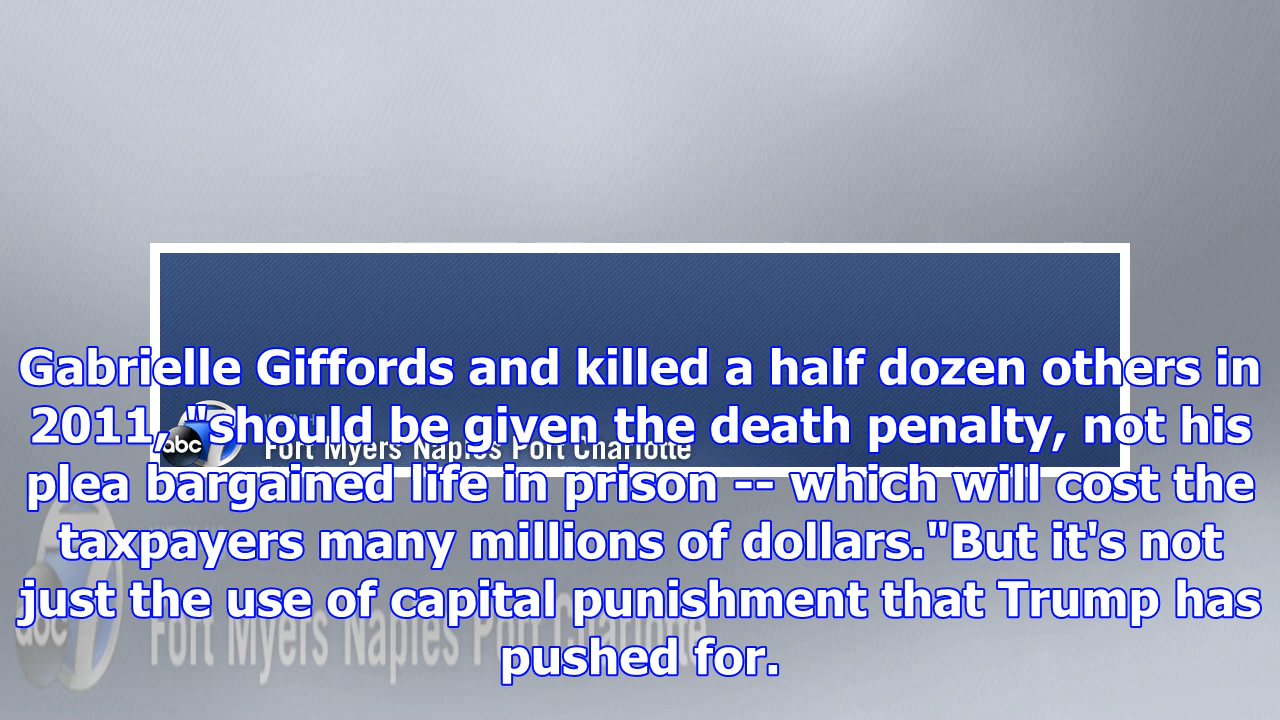 Gabrielle Giffords and killed a half dozen others in
2011, "should be given the death penalty, not his
plea bargained life in prison -- which will cost the
taxpayers many millions of dollars."But it's not
just the use of capital punishment that Trump has
pushed for.
abc
Fort Myers Naples Port Charlotte
abc 7
Fort Myers Naples Port Charlotte